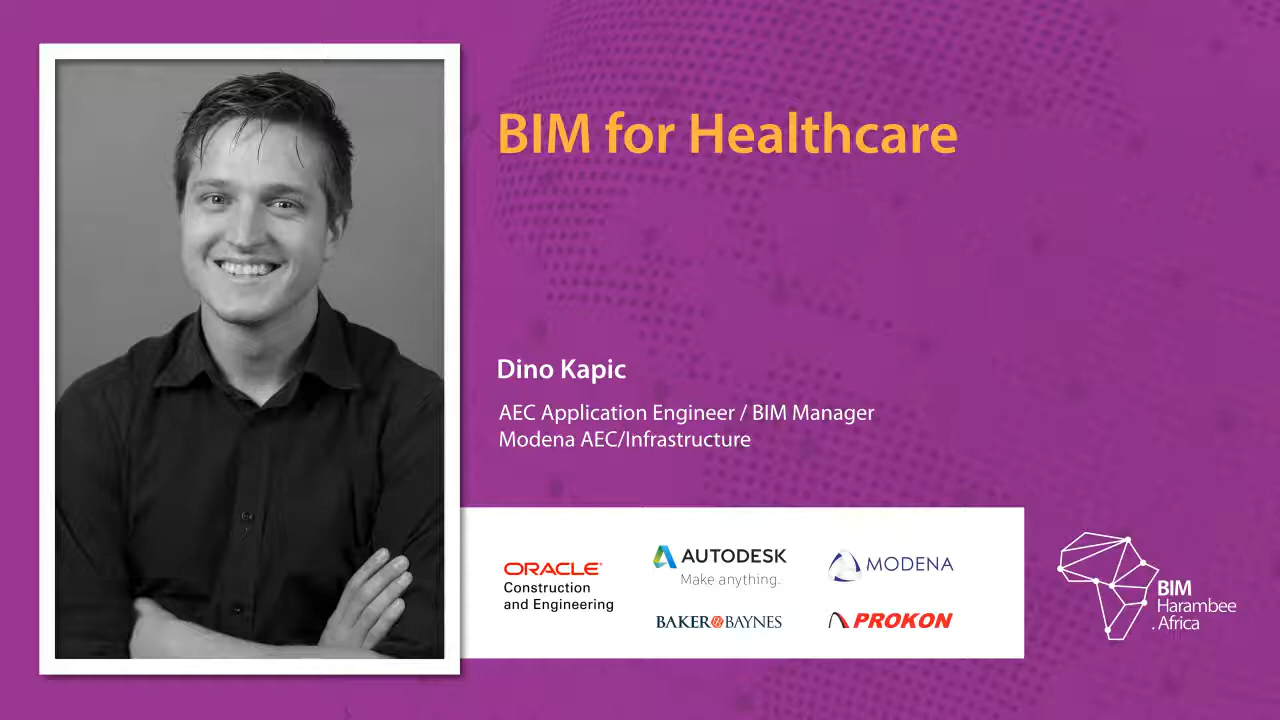 BIM for Healthcare
Dino Kapic
AEC Application Engineer / BIM Manager
Modena AEC/Infrastructure
ORACLE
Construction
and Engineering
AUTODESK
Make anything.
MODENA
BAKER BAYNES
PROKON
BIM
Harambee
.Africa